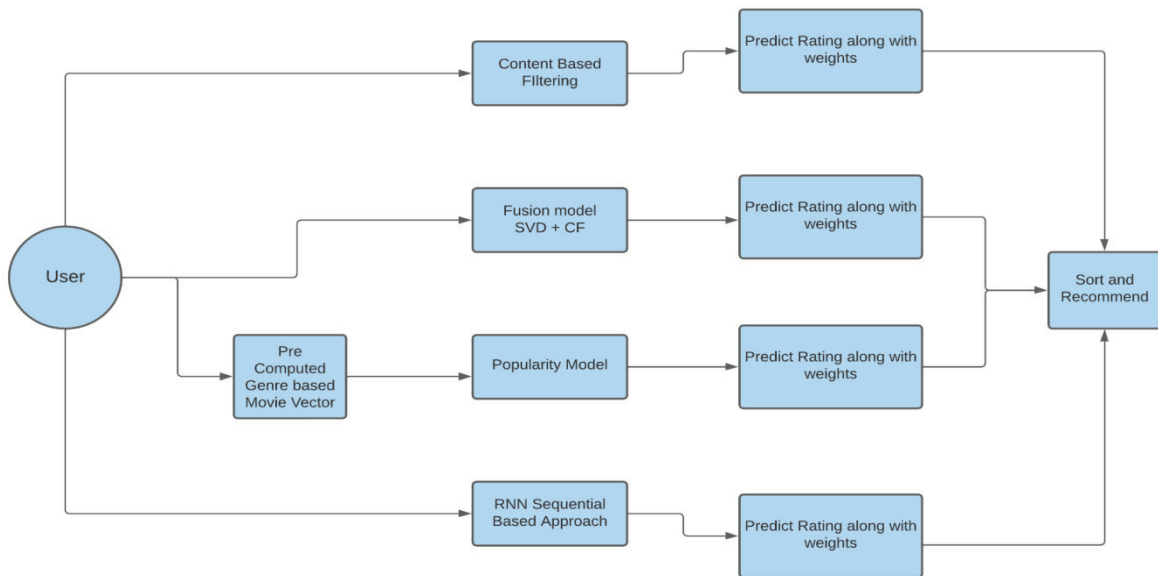 Predict Rating along with
weights
Content Based
FIltering
Fusion model
SVD + CF
Predict Rating along with
weights
User
Sort and
Recommend
Pre
Computed
Genre based
Movie Vector
Popularity Model
Predict Rating along with
weights
RNN Sequential
Based Approach
Predict Rating along with
weights